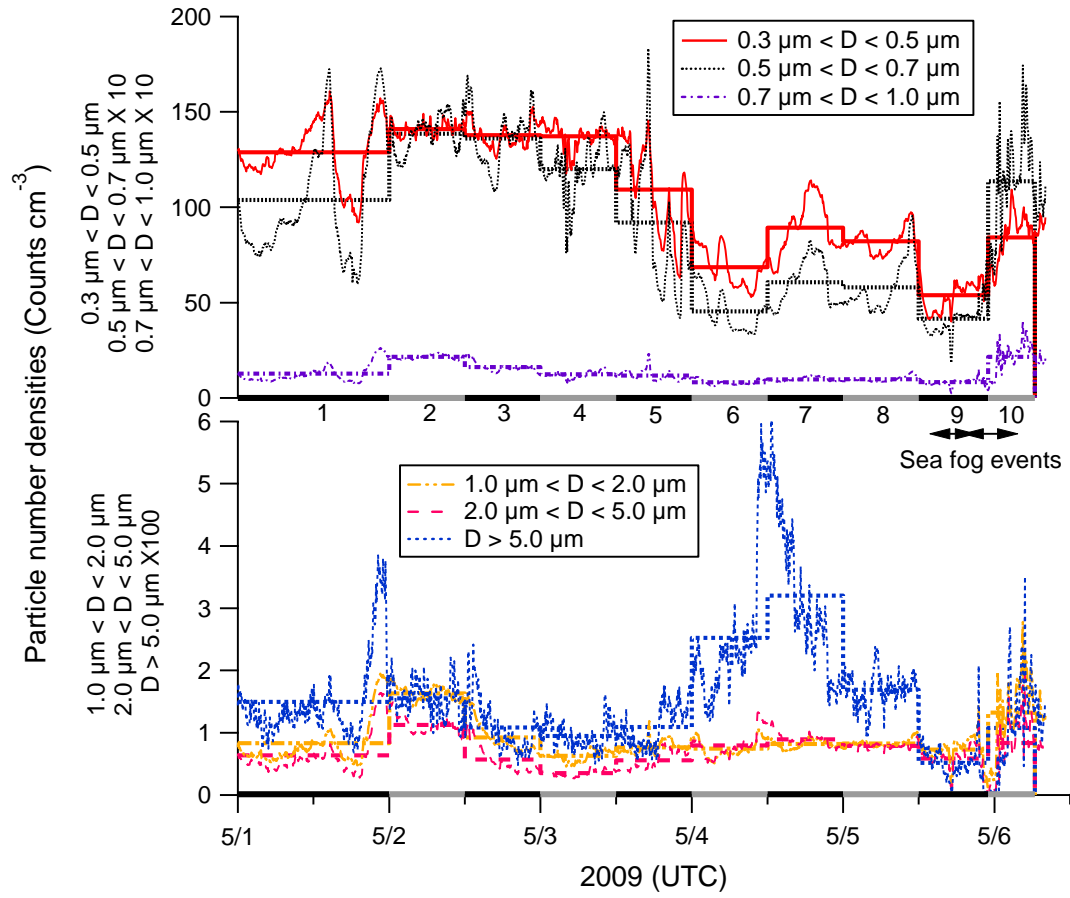 Particle number densities (Counts cm-3)
0.3 µm < D < 0.5 µm
0.5 µm < D < 0.7 µm X 10
0.7 µm < D < 1.0 µm X 10
200
150
100
50
0
0.3 µm < D < 0.5 µm
0.5 µm < D < 0.7 µm
0.7 µm < D < 1.0 µm
1 2 3 4 5 6 7 8 9 10
Sea fog events
1.0 µm < D < 2.0 µm
2.0 µm < D < 5.0 µm
D > 5.0 µm X100
6
5
4
3
2
1
0
1.0 µm < D < 2.0 µm
2.0 µm < D < 5.0 µm
D > 5.0 µm
5/1 5/2 5/3 5/4 5/5 5/6
2009 (UTC)